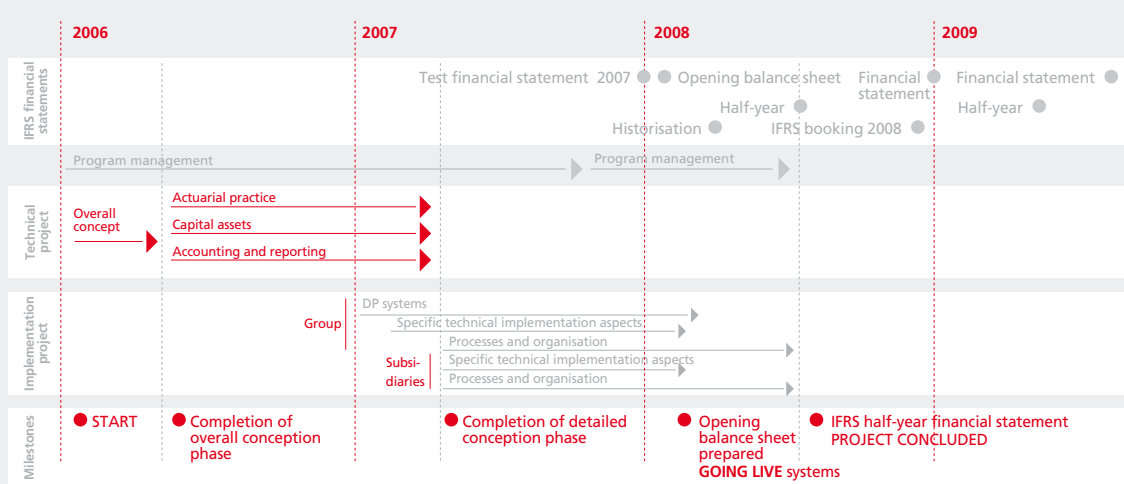 2006
2007
2008
2009
IFRS financial
statements
Test financial statement 2007
Opening balance sheet
Financial
statement
Financial statement
Half-year
Half-year
Historisation
IFRS booking 2008
Program management
Program management
Technical
project
Overall
concept
Actuarial practice
Capital assets
Accounting and reporting
Implementation
project
Group
DP systems
Specific technical implementation aspects
Processes and organisation
Subsi-
diaries
Specific technical implementation aspects
Processes and organisation
Milestones
START
Completion of
overall conception
phase
Completion of detailed
conception phase
Opening
balance sheet
prepared
GOING LIVE systems
IFRS half-year financial statement
PROJECT CONCLUDED